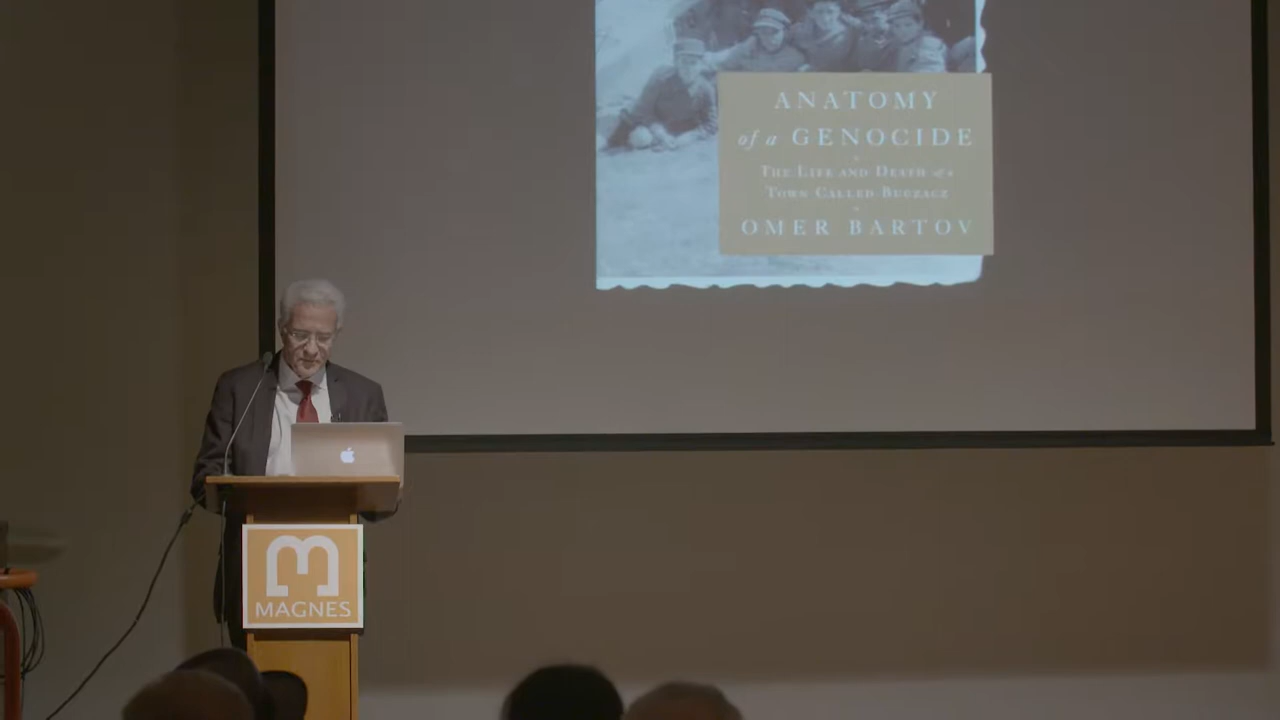 ANATOMY
of a GENOCIDE
THE LIFE AND DEATH of a
TOWN CALLED BUCZACZ
OMER BARTOV
MAGNES